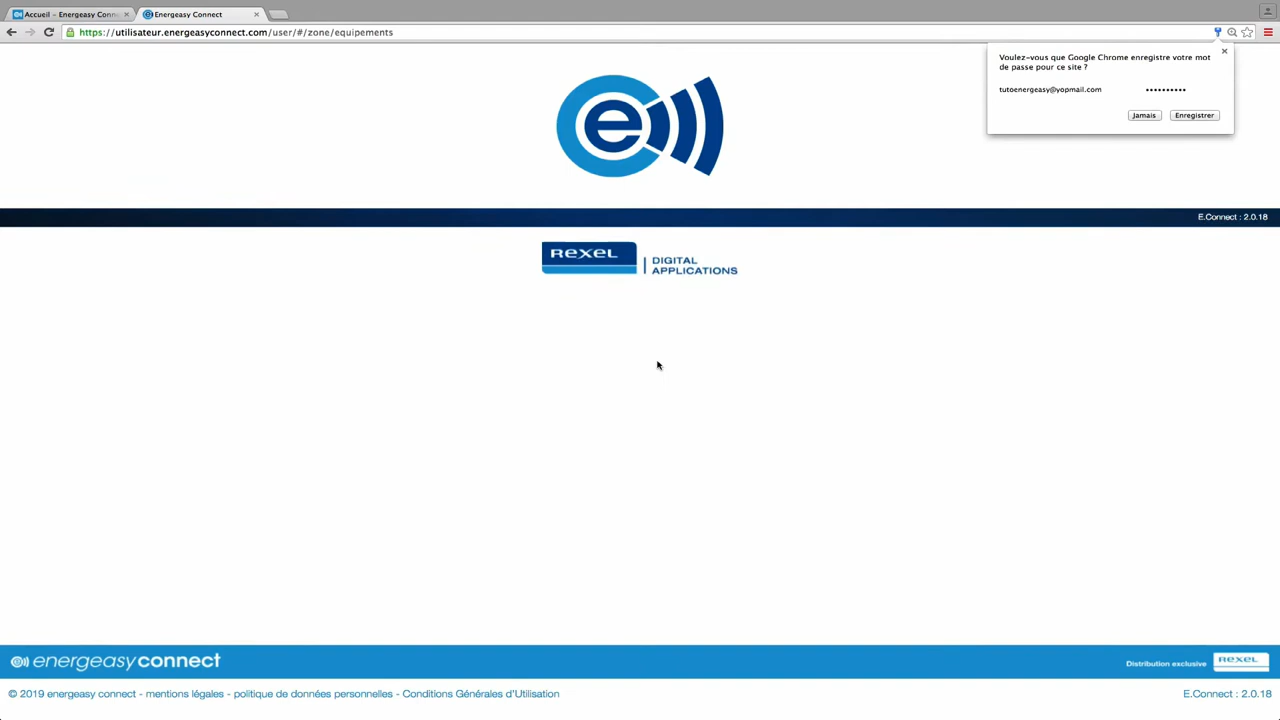 Accueil – Energeasy Conn
Energeasy Connect
https://utilisateur.energeasyconnect.com/user/#/zone/equipements
Voulez-vous que Google Chrome enregistre votre mot
de passe pour ce site ?
tutoenergeasy@yopmail.com ••••••••••
Jamais Enregistrer
e
E.Connect : 2.0.18
REXEL
DIGITAL
APPLICATIONS
energeasyconnect
Distribution exclusive REXEL
© 2019 energeasy connect - mentions légales - politique de données personnelles - Conditions Générales d'Utilisation
E.Connect : 2.0.18